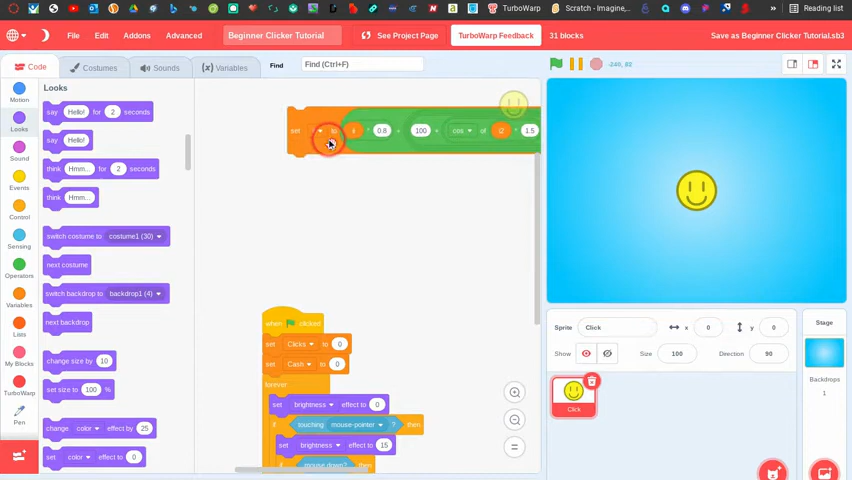 TurboWarp
Scratch - Imagine,...
Reading list
File
Edit
Addons
Advanced
Beginner Clicker Tutorial
See Project Page
TurboWarp Feedback
31 blocks
Save as Beginner Clicker Tutorial.sb3
Code
Costumes
Sounds
Variables
Find
Find (Ctrl+F)
-240, 82
Motion
Looks
Sound
Events
Control
Sensing
Operators
Variables
Lists
My Blocks
TurboWarp
Pen
Looks
say Hello! for 2 seconds
say Hello!
think Hmm... for 2 seconds
think Hmm...
switch costume to costume1 (30)
next costume
switch backdrop to backdrop1 (4)
next backdrop
change size by 10
set size to 100 %
change color effect by 25
set color effect to 0
set to * 0.8 + 100 + cos of * 1.5
when clicked
set Clicks to 0
set Cash to 0
forever
set brightness effect to 0
if touching mouse-pointer ? then
set brightness effect to 15
if mouse down? then
Sprite
Click
x
0
y
0
Show
Size
100
Direction
90
Click
Stage
Backdrops
1